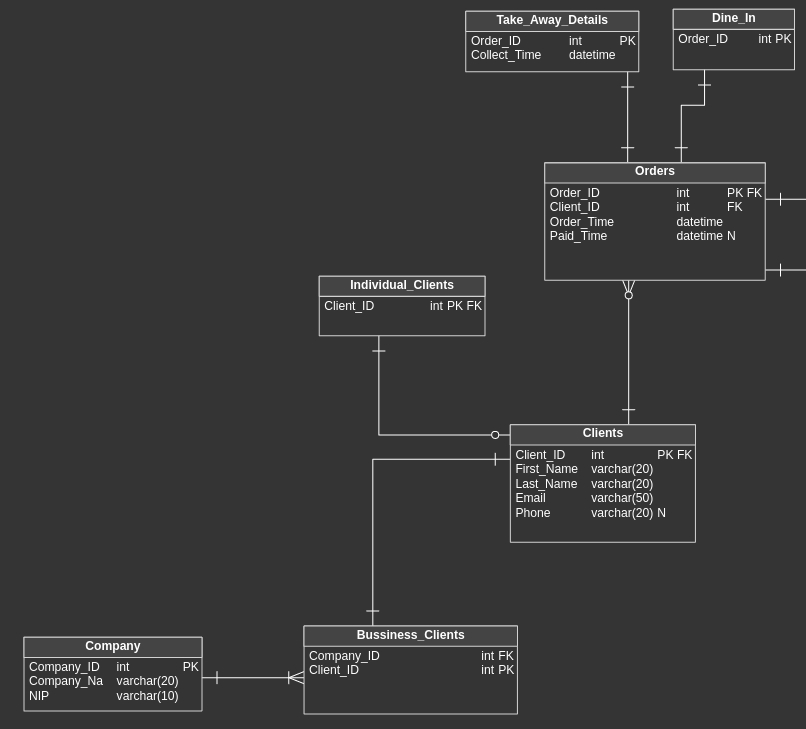 Take_Away_Details
Order_ID int PK
Collect_Time datetime
Dine_In
Order_ID int PK
Orders
Order_ID int PK FK
Client_ID int FK
Order_Time datetime
Paid_Time datetime N
Individual_Clients
Client_ID int PK FK
Clients
Client_ID int PK FK
First_Name varchar(20)
Last_Name varchar(20)
Email varchar(50)
Phone varchar(20) N
Company
Company_ID int PK
Company_Na varchar(20)
NIP varchar(10)
Bussiness_Clients
Company_ID int FK
Client_ID int PK